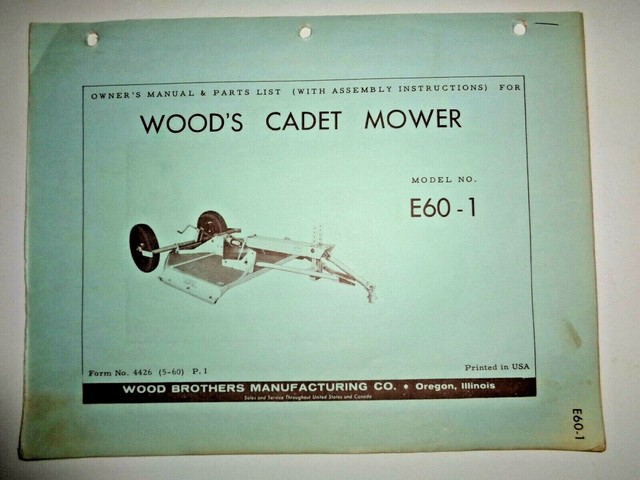 OWNER'S MANUAL & PARTS LIST (WITH ASSEMBLY INSTRUCTIONS) FOR
WOOD'S CADET MOWER
MODEL NO.
E60-1
Form No. 4426 (5-60) P. 1
Printed in USA
WOOD BROTHERS MANUFACTURING CO. • Oregon, Illinois
Sales and Service Throughout United States and Canada
E60-1